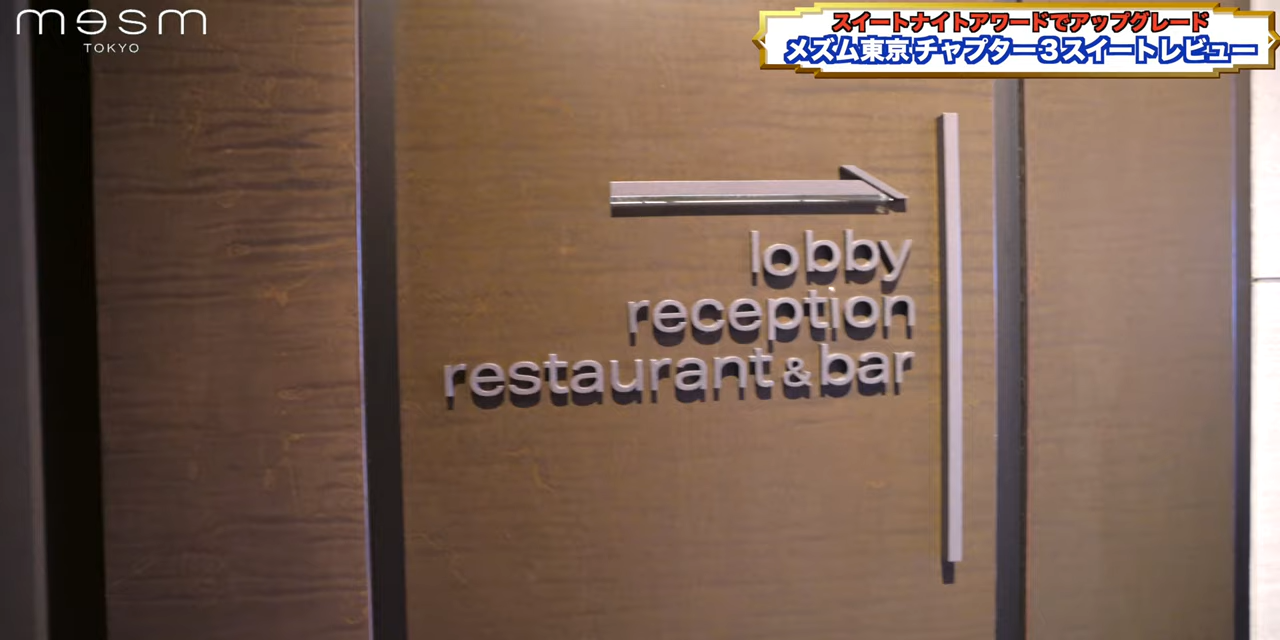 mesm
TOKYO
スイートナイトアワードでアップグレード
メズム東京 チャプター3スイートレビュー
lobby
reception
restaurant & bar